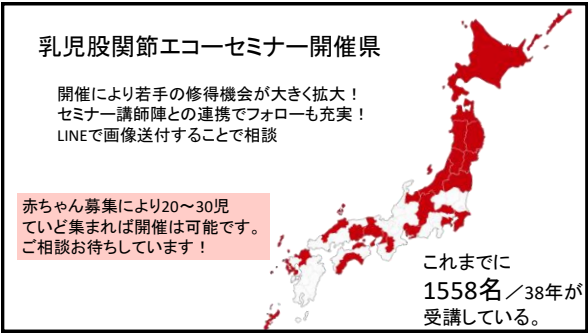 乳児股関節エコーセミナー開催県
開催により若手の修得機会が大きく拡大！
セミナー講師陣との連携でフォローも充実！
LINEで画像送付することで相談
赤ちゃん募集により20～30児
ていど集まれば開催は可能です。
ご相談お待ちしています！
これまでに
1558名／38年が
受講している。